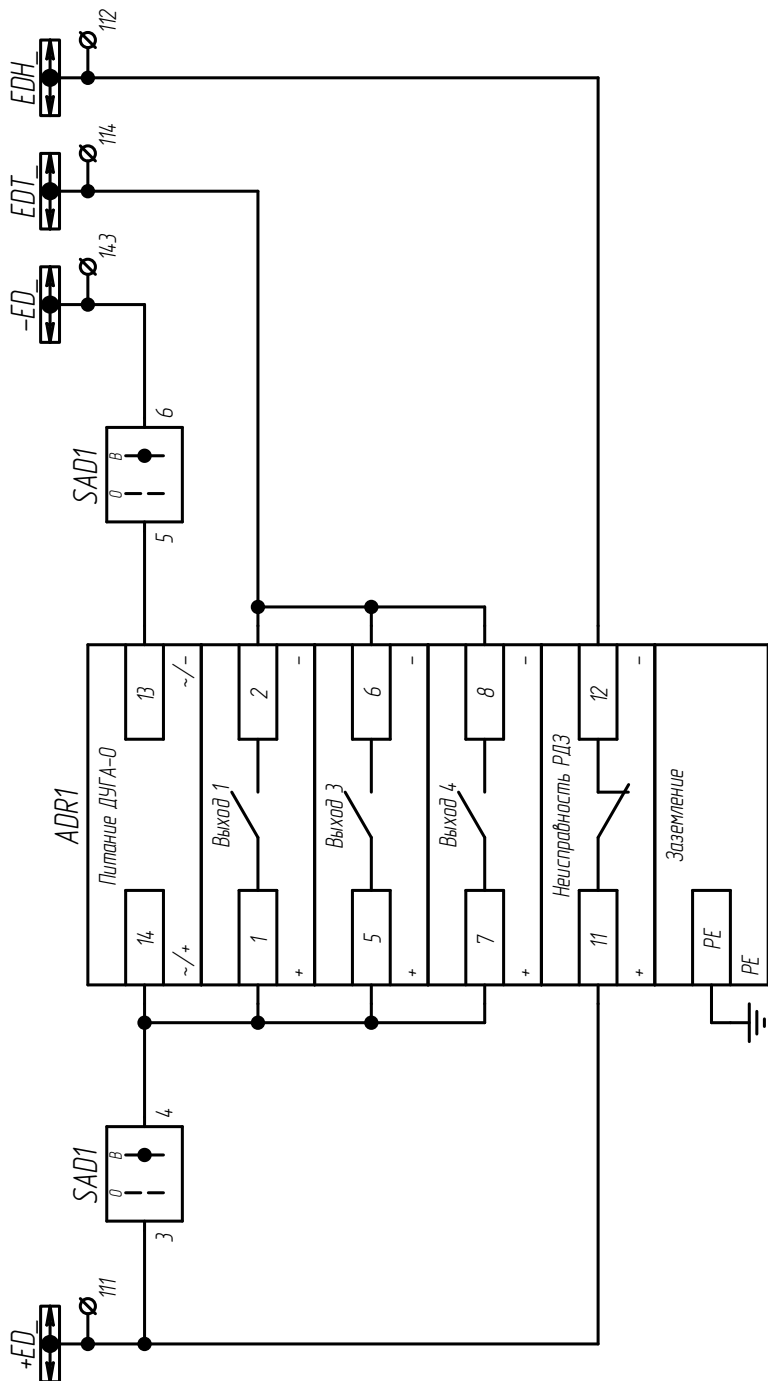 +ED_
111
SAD1
3
4
O
B
ADR1
Питание ДУГА-О
14
~/+
13
~/-
Выход 1
1
+
2
-
Выход 3
5
+
6
-
Выход 4
7
+
8
-
Неисправность РДЗ
11
+
12
-
Заземление
PE
PE
SAD1
5
6
O
B
-ED_
143
EDT_
114
EDH_
112